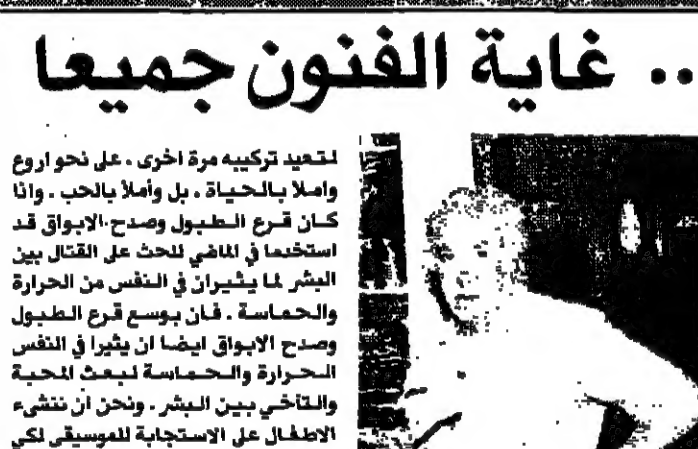 .. غاية الفنون جميعا
لتعيد تركيبه مرة اخرى ، على نحو اروع
واملأ بالحياة ، بل وأملأ بالحب . واذا
كان قرع الطبول وصدح الابواق قد
استخدما في الماضي للحث على القتال بين
البشر لما يثيران في النفس من الحرارة
والحماسة . فان بوسع قرع الطبول
وصدح الابواق ايضا ان يثيرا في النفس
الحرارة والحماسة لبعث المحبة
والتآخي بين البشر . ونحن ان ننشىء
الاطفال على الاستجابة للموسيقى لكي